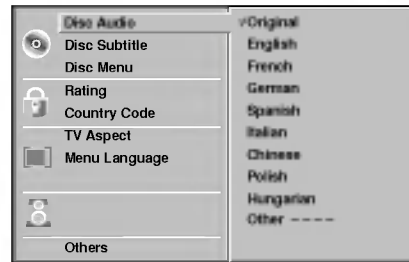 Disc Audio
Disc Subtitle
Disc Menu
Rating
Country Code
TV Aspect
Menu Language
Others
√Original
English
French
German
Spanish
Italian
Chinese
Polish
Hungarian
Other – – – –